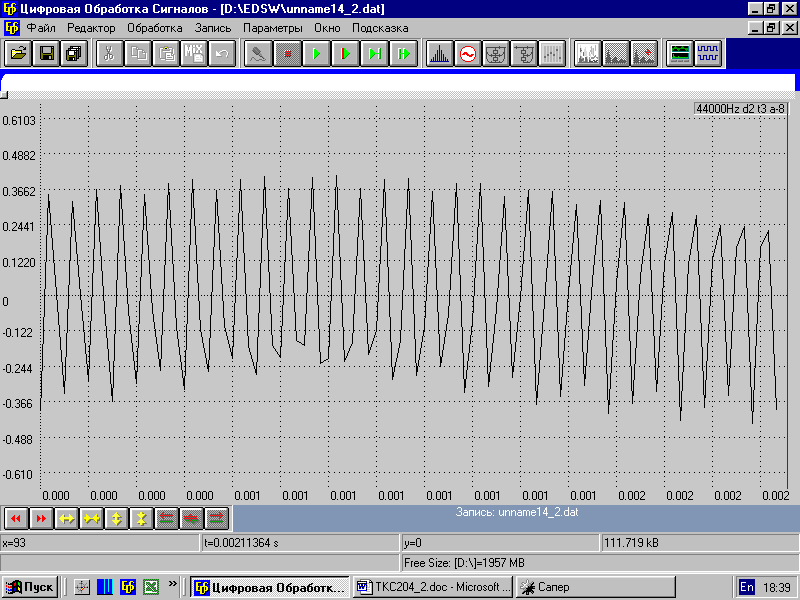 Цифровая Обработка Сигналов - [D:\EDSW\unname14_2.dat]
Файл Редактор Обработка Запись Параметры Окно Подсказка
MiX
44000Hz d2 t3 a-8
0.6103
0.4882
0.3662
0.2441
0.1220
0
-0.122
-0.244
-0.366
-0.488
-0.610
0.000 0.000 0.000 0.000 0.001 0.001 0.001 0.001 0.001 0.001 0.001 0.001 0.002 0.002 0.002 0.002
Запись: unname14_2.dat
x=93 t=0.00211364 s y=0 111.719 kB
Free Size: [D:\]=1957 MB
Пуск » Цифровая Обработк... TKC204_2.doc - Microsoft ... Сапер En 18:39